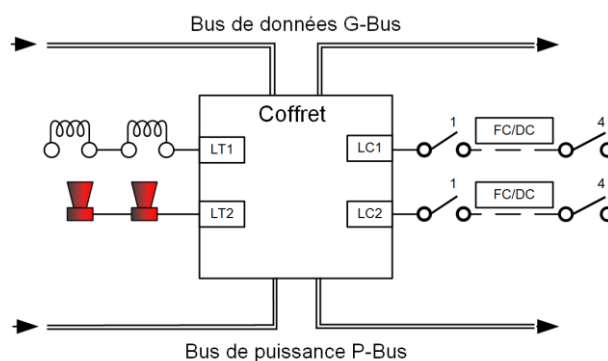 Bus de données G-Bus
Coffret
LT1
LC1
1
FC/DC
4
LT2
LC2
1
FC/DC
4
Bus de puissance P-Bus